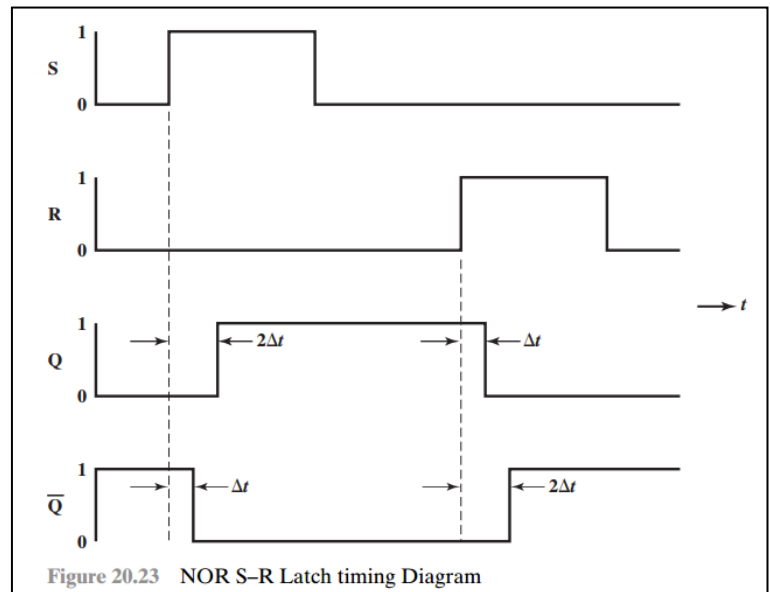 1
S
0
1
R
0
t
1
2Δt
Δt
Q
0
1
Δt
2Δt
Q̅
0
Figure 20.23 NOR S–R Latch timing Diagram